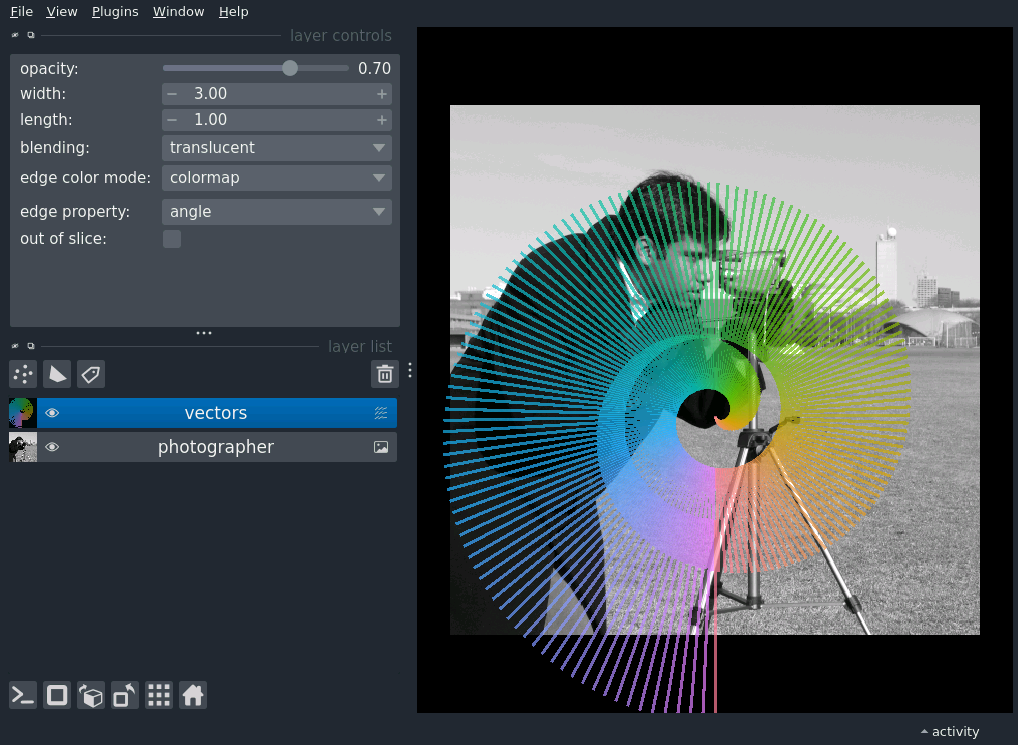 File View Plugins Window Help
layer controls
opacity: 0.70
width: − 3.00 +
length: − 1.00 +
blending: translucent
edge color mode: colormap
edge property: angle
out of slice:
layer list
vectors
photographer
activity